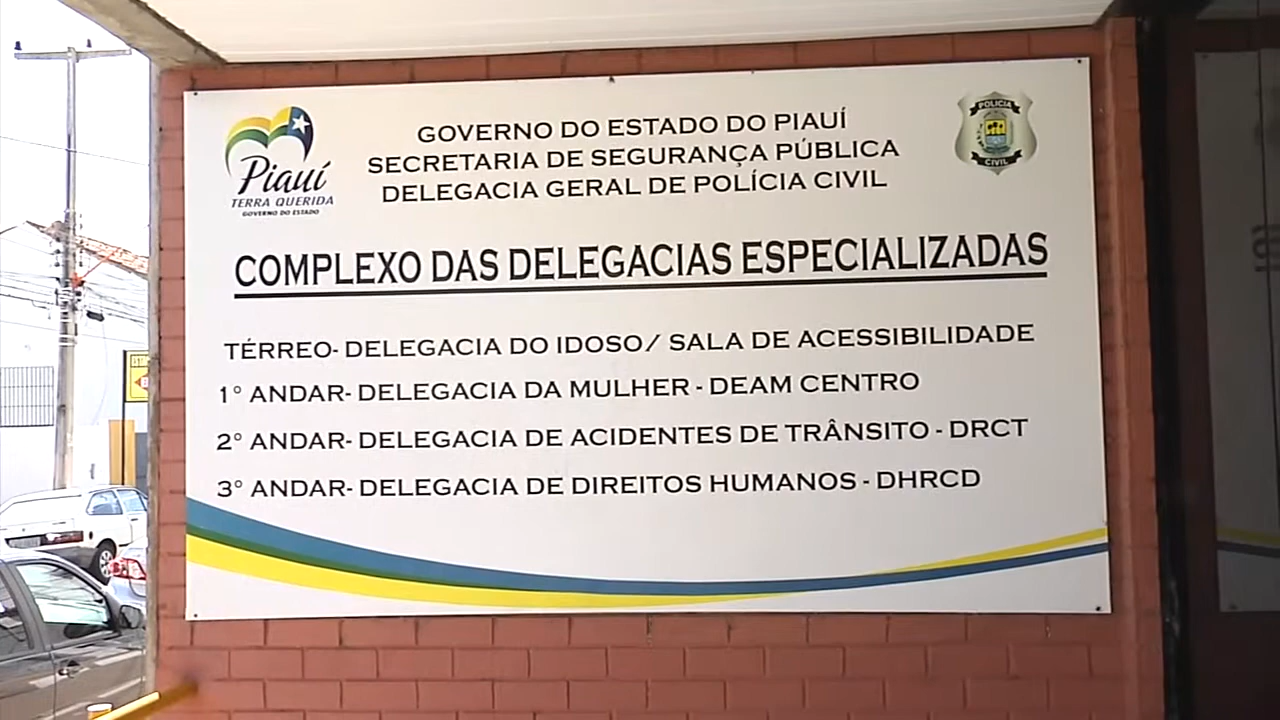 GOVERNO DO ESTADO DO PIAUÍ
SECRETARIA DE SEGURANÇA PÚBLICA
DELEGACIA GERAL DE POLÍCIA CIVIL
Piauí
TERRA QUERIDA
GOVERNO DO ESTADO
POLICIA
CIVIL
COMPLEXO DAS DELEGACIAS ESPECIALIZADAS
TÉRREO- DELEGACIA DO IDOSO/ SALA DE ACESSIBILIDADE
1° ANDAR- DELEGACIA DA MULHER - DEAM CENTRO
2° ANDAR- DELEGACIA DE ACIDENTES DE TRÂNSITO - DRCT
3° ANDAR- DELEGACIA DE DIREITOS HUMANOS - DHRCD